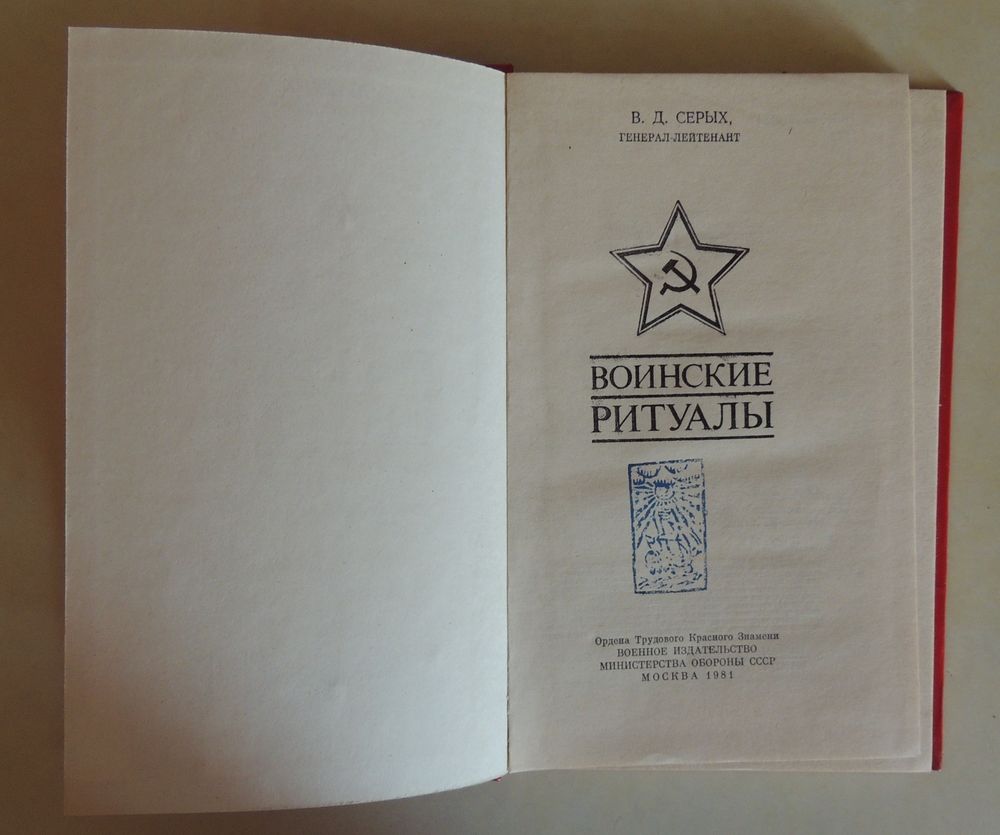 В. Д. СЕРЫХ,
ГЕНЕРАЛ-ЛЕЙТЕНАНТ
ВОИНСКИЕ
РИТУАЛЫ
Ордена Трудового Красного Знамени
ВОЕННОЕ ИЗДАТЕЛЬСТВО
МИНИСТЕРСТВА ОБОРОНЫ СССР
МОСКВА 1981